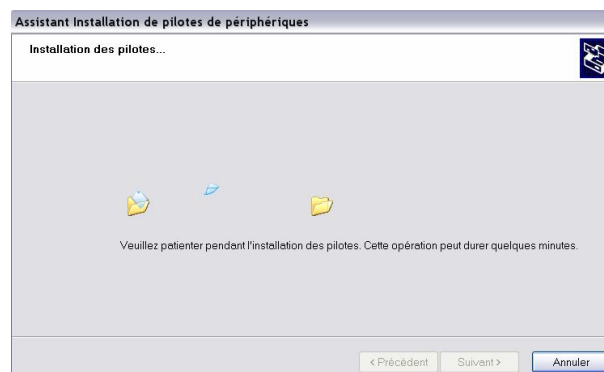 Assistant Installation de pilotes de périphériques
Installation des pilotes...
Veuillez patienter pendant l'installation des pilotes. Cette opération peut durer quelques minutes.
< Précédent Suivant > Annuler